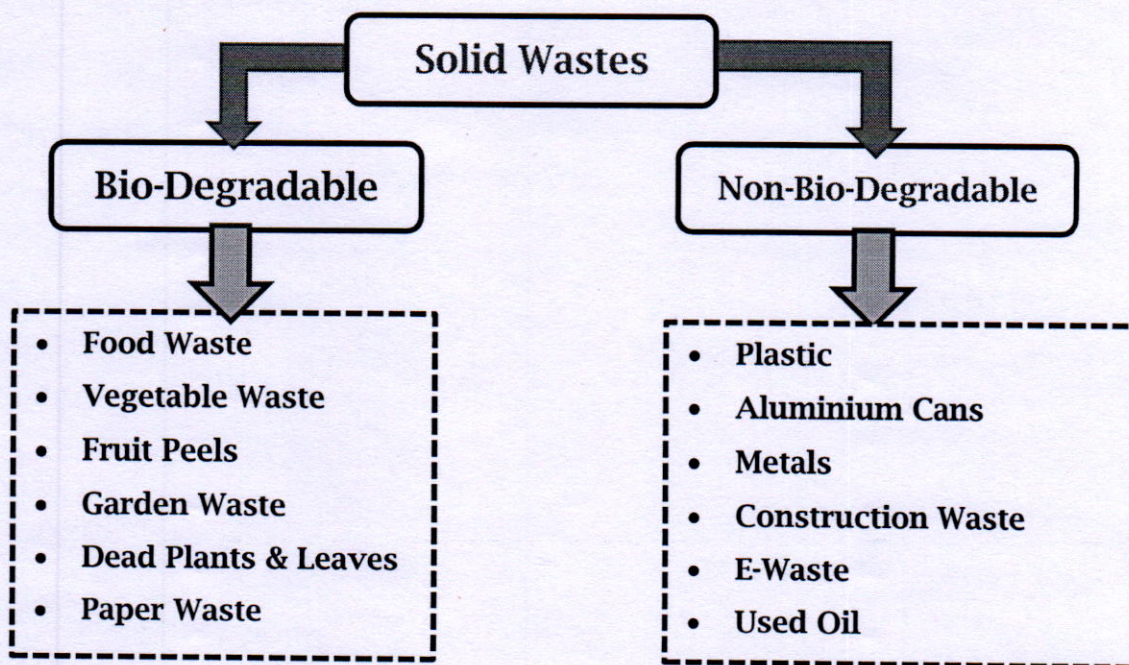 Solid Wastes
Bio-Degradable
Non-Bio-Degradable
• Food Waste
• Vegetable Waste
• Fruit Peels
• Garden Waste
• Dead Plants & Leaves
• Paper Waste
• Plastic
• Aluminium Cans
• Metals
• Construction Waste
• E-Waste
• Used Oil